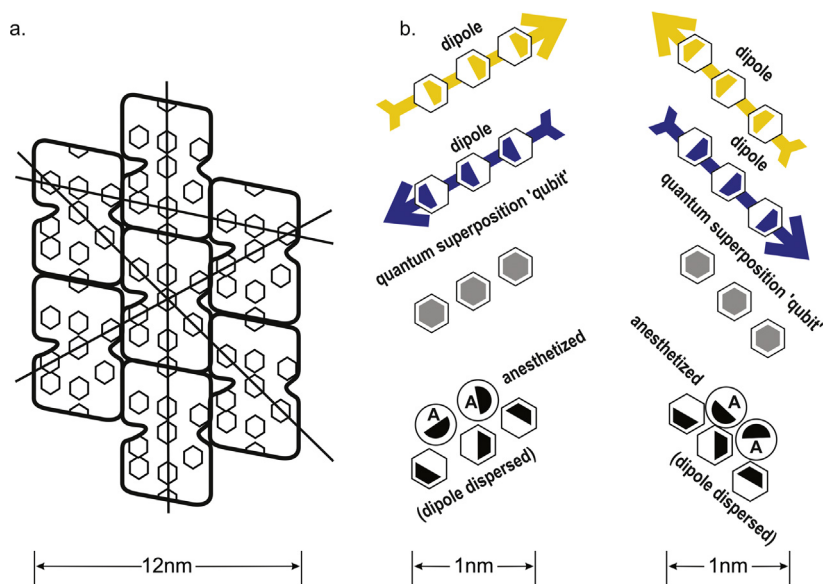 a.
12nm
b.
dipole
dipole
quantum superposition 'qubit'
anesthetized
A
A
(dipole dispersed)
1nm
dipole
dipole
quantum superposition 'qubit'
anesthetized
A
A
(dipole dispersed)
1nm